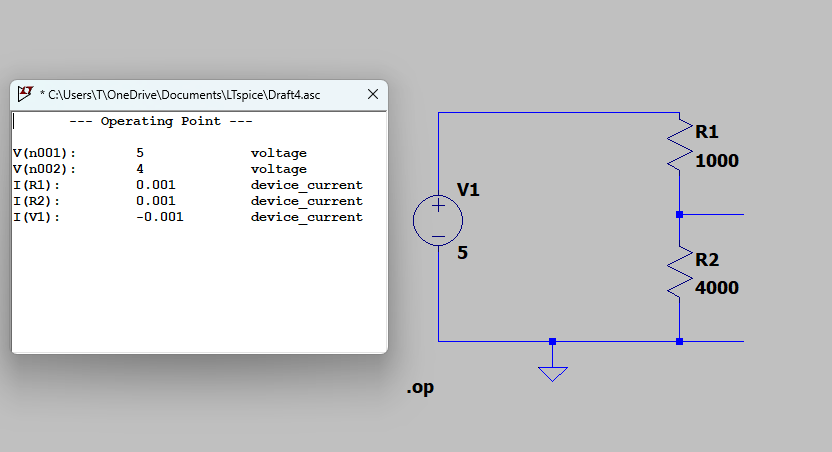 * C:\Users\T\OneDrive\Documents\LTspice\Draft4.asc
--- Operating Point ---
V(n001): 5 voltage
V(n002): 4 voltage
I(R1): 0.001 device_current
I(R2): 0.001 device_current
I(V1): -0.001 device_current
R1
1000
V1
+
−
5
R2
4000
.op